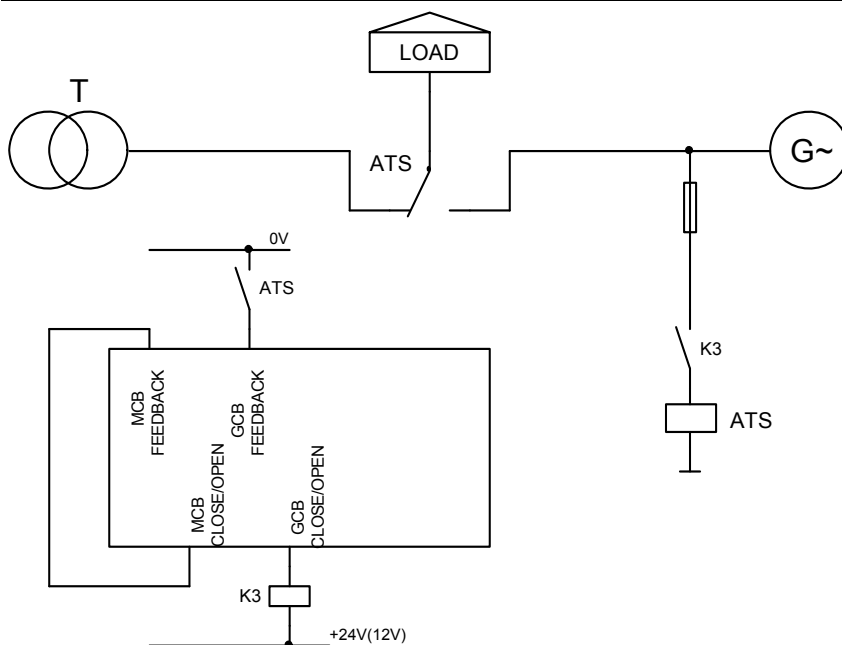 LOAD
T
ATS
G~
0V
ATS
K3
MCB
FEEDBACK
GCB
FEEDBACK
ATS
MCB
CLOSE/OPEN
GCB
CLOSE/OPEN
K3
+24V(12V)